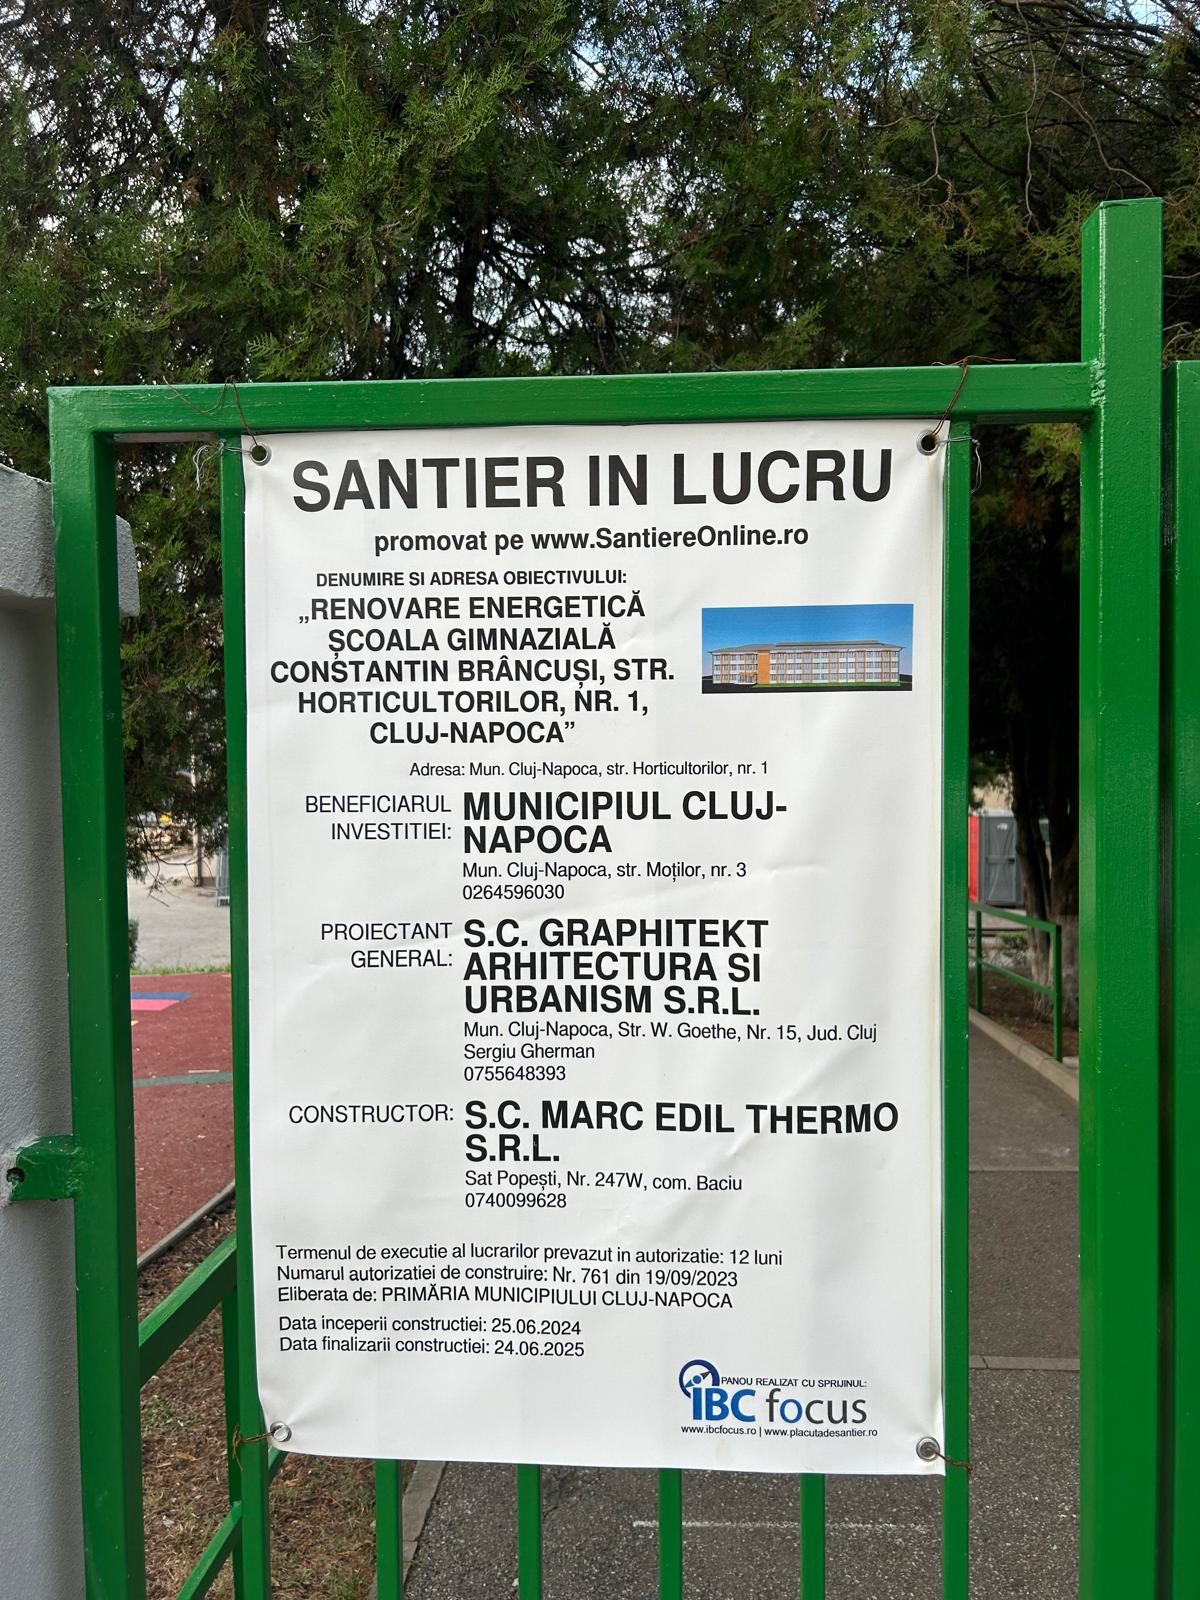 SANTIER IN LUCRU
promovat pe www.SantiereOnline.ro
DENUMIRE SI ADRESA OBIECTIVULUI:
„RENOVARE ENERGETICĂ
ȘCOALA GIMNAZIALĂ
CONSTANTIN BRÂNCUȘI, STR.
HORTICULTORILOR, NR. 1,
CLUJ-NAPOCA”
Adresa: Mun. Cluj-Napoca, str. Horticultorilor, nr. 1
BENEFICIARUL
INVESTITIEI:
MUNICIPIUL CLUJ-
NAPOCA
Mun. Cluj-Napoca, str. Moților, nr. 3
0264596030
PROIECTANT
GENERAL:
S.C. GRAPHITEKT
ARHITECTURA SI
URBANISM S.R.L.
Mun. Cluj-Napoca, Str. W. Goethe, Nr. 15, Jud. Cluj
Sergiu Gherman
0755648393
CONSTRUCTOR:
S.C. MARC EDIL THERMO
S.R.L.
Sat Popești, Nr. 247W, com. Baciu
0740099628
Termenul de executie al lucrarilor prevazut in autorizatie: 12 luni
Numarul autorizatiei de construire: Nr. 761 din 19/09/2023
Eliberata de: PRIMĂRIA MUNICIPIULUI CLUJ-NAPOCA
Data inceperii constructiei: 25.06.2024
Data finalizarii constructiei: 24.06.2025
PANOU REALIZAT CU SPRIJINUL:
IBC focus
www.ibcfocus.ro | www.placutadesantier.ro